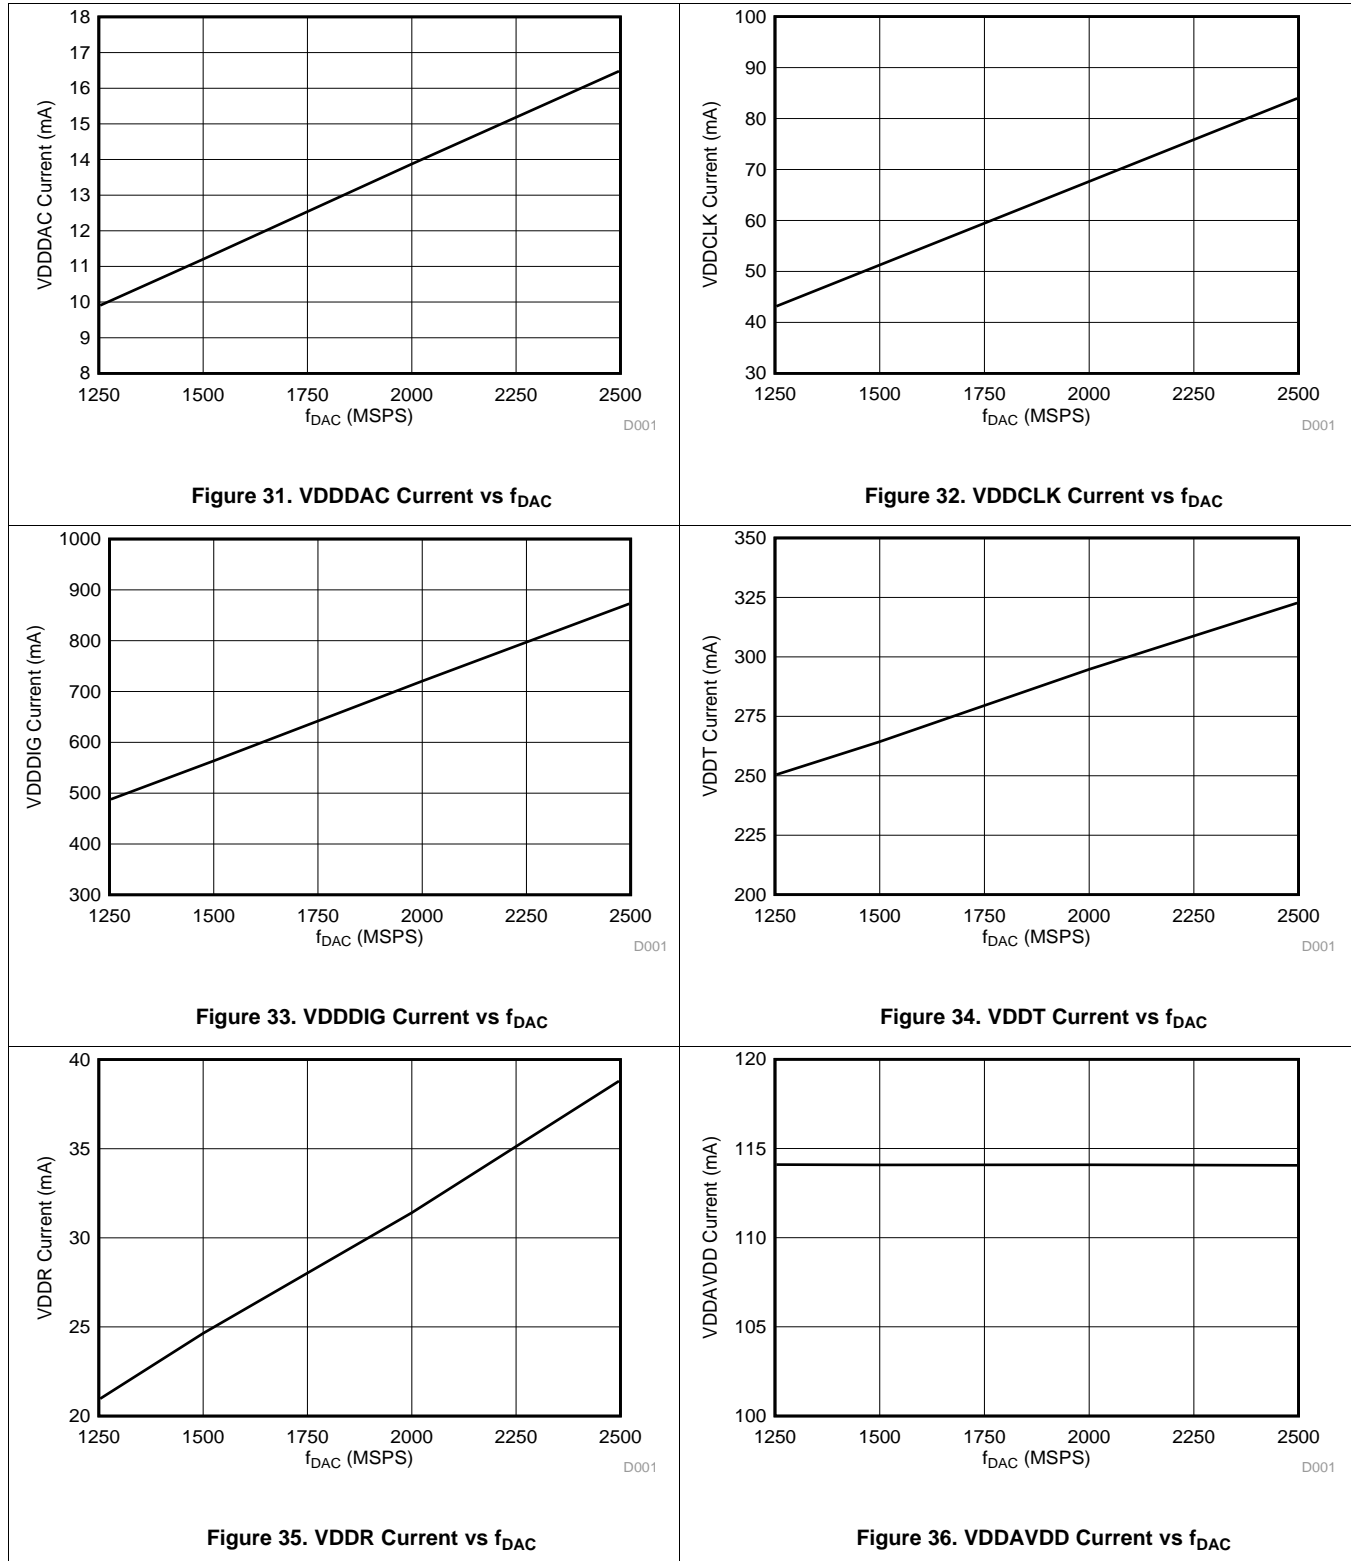 18
17
16
15
14
13
12
11
10
9
8
VDDDAC Current (mA)
1250 1500 1750 2000 2250 2500
fDAC (MSPS)
D001
Figure 31. VDDDAC Current vs fDAC
100
90
80
70
60
50
40
30
VDDCLK Current (mA)
1250 1500 1750 2000 2250 2500
fDAC (MSPS)
D001
Figure 32. VDDCLK Current vs fDAC
1000
900
800
700
600
500
400
300
VDDDIG Current (mA)
1250 1500 1750 2000 2250 2500
fDAC (MSPS)
D001
Figure 33. VDDDIG Current vs fDAC
350
325
300
275
250
225
200
VDDT Current (mA)
1250 1500 1750 2000 2250 2500
fDAC (MSPS)
D001
Figure 34. VDDT Current vs fDAC
40
35
30
25
20
VDDR Current (mA)
1250 1500 1750 2000 2250 2500
fDAC (MSPS)
D001
Figure 35. VDDR Current vs fDAC
120
115
110
105
100
VDDAVDD Current (mA)
1250 1500 1750 2000 2250 2500
fDAC (MSPS)
D001
Figure 36. VDDAVDD Current vs fDAC